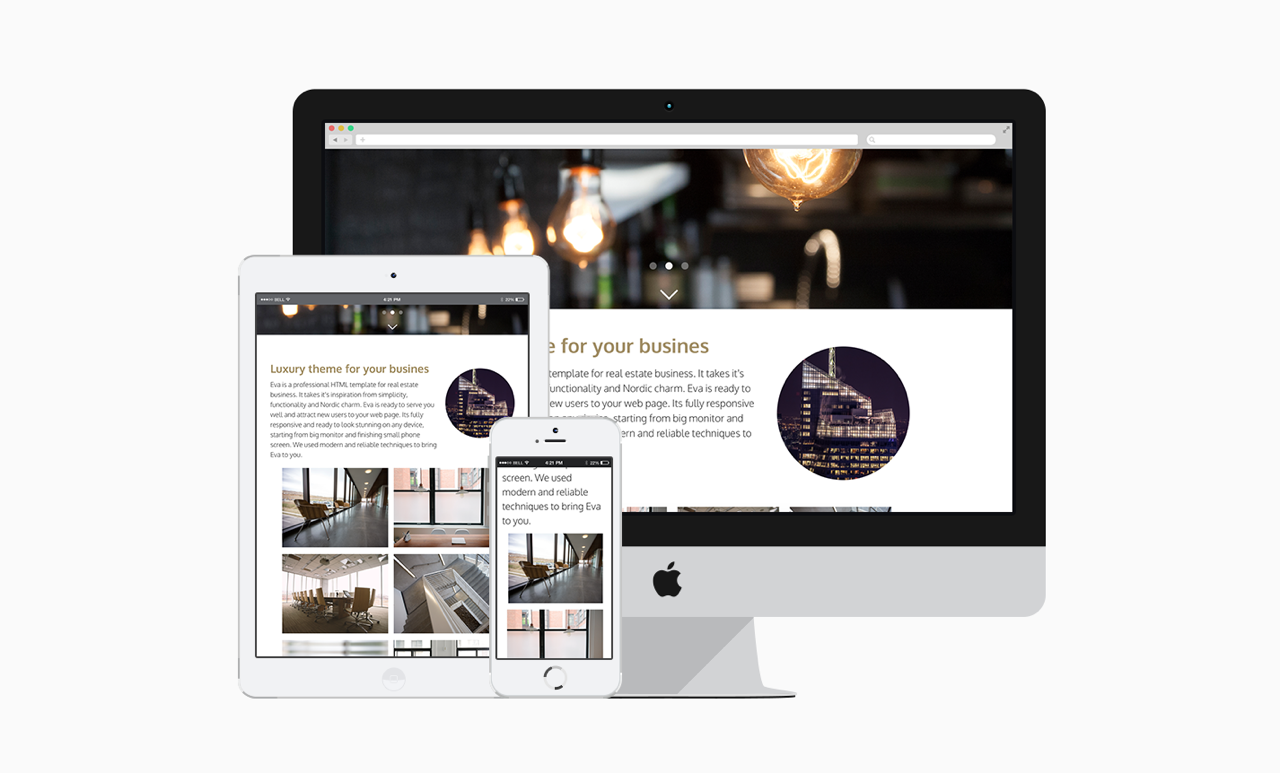 e for your busines
template for real estate business. It takes it's
unctionality and Nordic charm. Eva is ready to
ew users to your web page. Its fully responsive
starting from big monitor and
dern and reliable techniques to
BELL
4:21 PM
20%
Luxury theme for your busines
Eva is a professional HTML template for real estate
business. It takes it's inspiration from simplicity,
functionality and Nordic charm. Eva is ready to serve you
well and attract new users to your web page. Its fully
responsive and ready to look stunning on any device,
starting from big monitor and finishing small phone
screen. We used modern and reliable techniques to bring
Eva to you.
BELL
4:21 PM
22%
screen. We used
modern and reliable
techniques to bring Eva
to you.